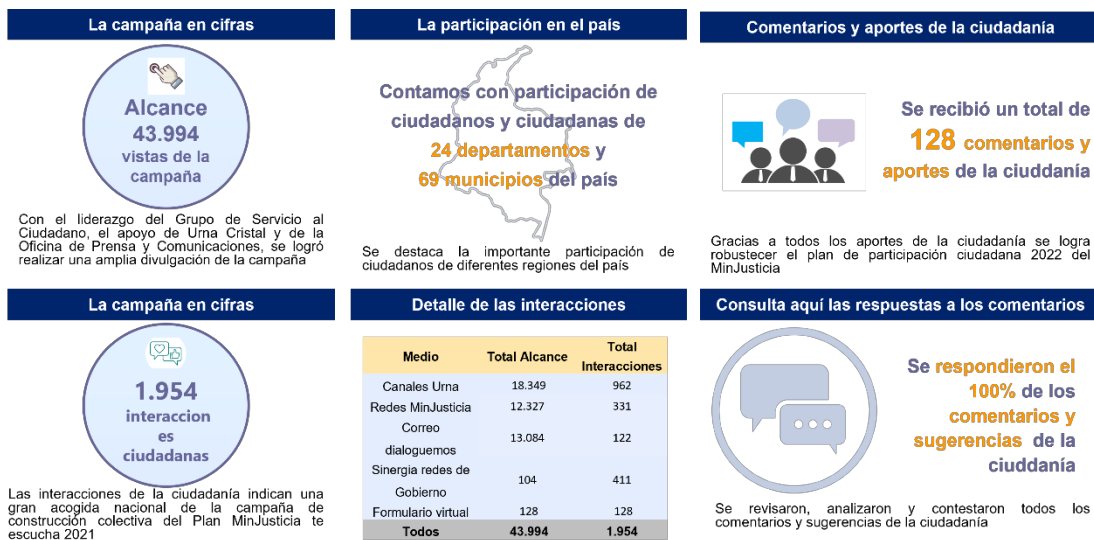 La campaña en cifras
Alcance
43.994
vistas de la
campaña
Con el liderazgo del Grupo de Servicio al
Ciudadano, el apoyo de Urna Cristal y de la
Oficina de Prensa y Comunicaciones, se logró
realizar una amplia divulgación de la campaña
La participación en el país
Contamos con participación de
ciudadanos y ciudadanas de
24 departamentos y
69 municipios del país
Se destaca la importante participación de
ciudadanos de diferentes regiones del país
Comentarios y aportes de la ciudadanía
Se recibió un total de
128 comentarios y
aportes de la ciuddanía
Gracias a todos los aportes de la ciudadanía se logra
robustecer el plan de participación ciudadana 2022 del
MinJusticia
La campaña en cifras
1.954
interaccion
es
ciudadanas
Las interacciones de la ciudadanía indican una
gran acogida nacional de la campaña de
construcción colectiva del Plan MinJusticia te
escucha 2021
Detalle de las interacciones
Medio Total Alcance Total
Interacciones
Canales Urna 18.349 962
Redes MinJusticia 12.327 331
Correo
dialoguemos 13.084 122
Sinergia redes de
Gobierno 104 411
Formulario virtual 128 128
Todos 43.994 1.954
Consulta aquí las respuestas a los comentarios
Se respondieron el
100% de los
comentarios y
sugerencias de la
ciuddanía
Se revisaron, analizaron y contestaron todos los
comentarios y sugerencias de la ciudadanía